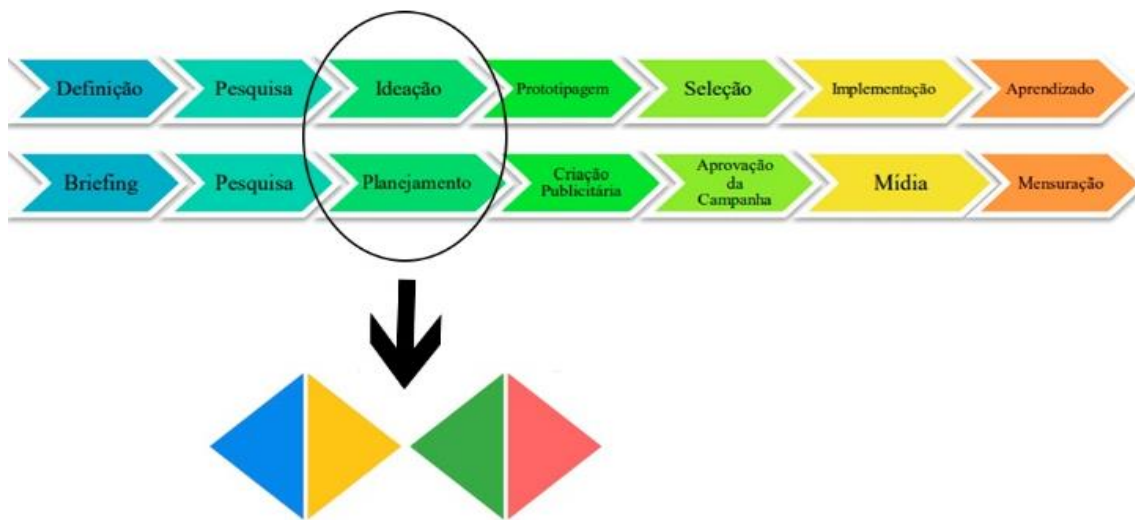 Definição Pesquisa Ideação Prototipagem Seleção Implementação Aprendizado
Briefing Pesquisa Planejamento Criação Publicitária Aprovação da Campanha Mídia Mensuração